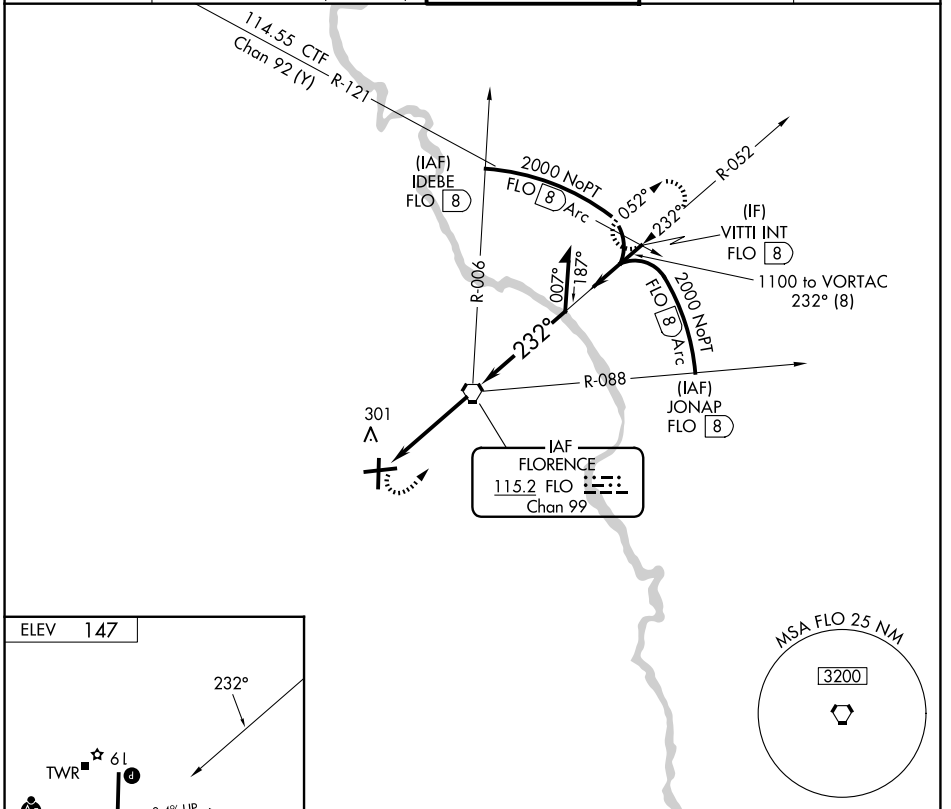 114.55 CTF
Chan 92 (Y)
R-121
(IAF)
IDEBE
FLO 8
2000 NoPT
FLO 8 Arc
052°
232°
R-052
(IF)
VITTI INT
FLO 8
1100 to VORTAC
232° (8)
R-006
007°
187°
2000 NoPT
FLO 8 Arc
232°
R-088
(IAF)
JONAP
FLO 8
301
IAF
FLORENCE
115.2 FLO
Chan 99
ELEV 147
232°
TWR
19
P
MSA FLO 25 NM
3200